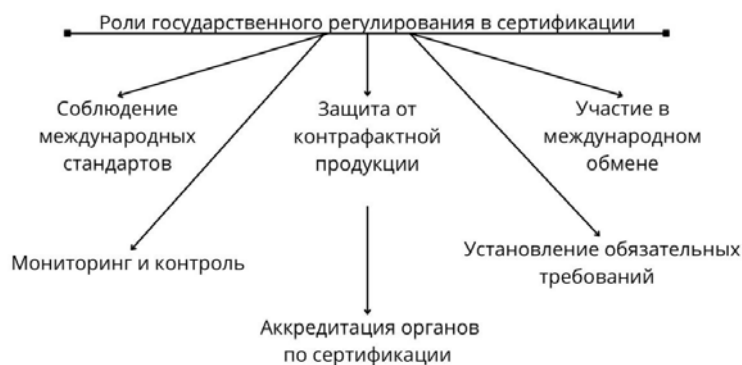 Роли государственного регулирования в сертификации
Соблюдение
международных
стандартов
Защита от
контрафактной
продукции
Участие в
международном
обмене
Мониторинг и контроль
Установление обязательных
требований
Аккредитация органов
по сертификации